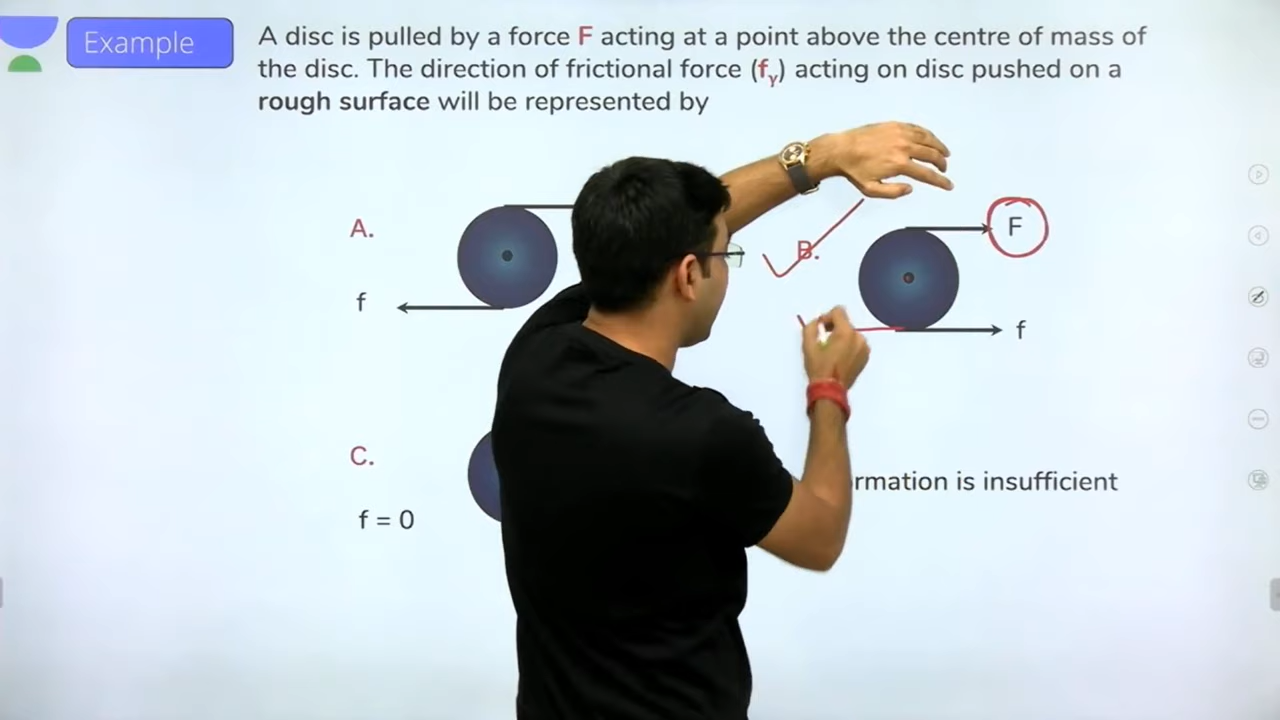 Example
A disc is pulled by a force F acting at a point above the centre of mass of
the disc. The direction of frictional force (fᵧ) acting on disc pushed on a
rough surface will be represented by
A.
f
B.
F
f
C.
f = 0
rmation is insufficient